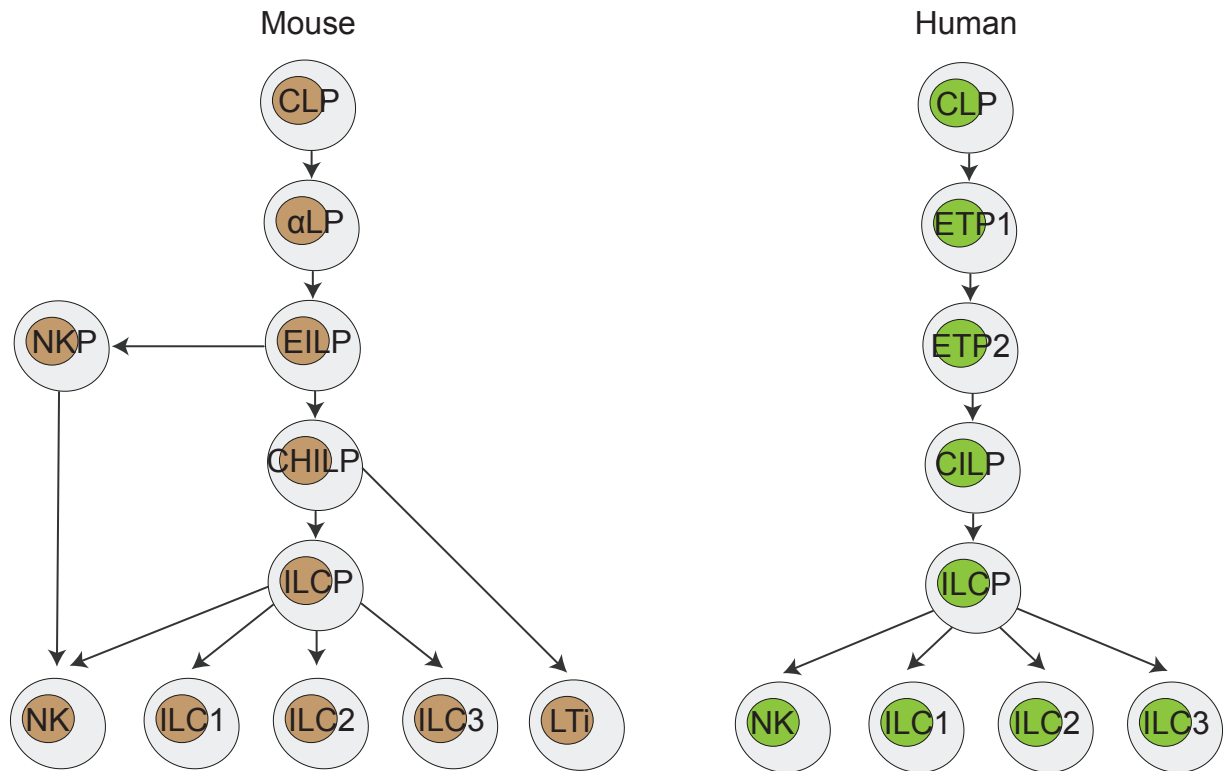 Mouse
Human
CLP
CLP
αLP
ETP1
NKP
EILP
ETP2
CHILP
CILP
ILCP
ILCP
NK
ILC1
ILC2
ILC3
LTi
NK
ILC1
ILC2
ILC3